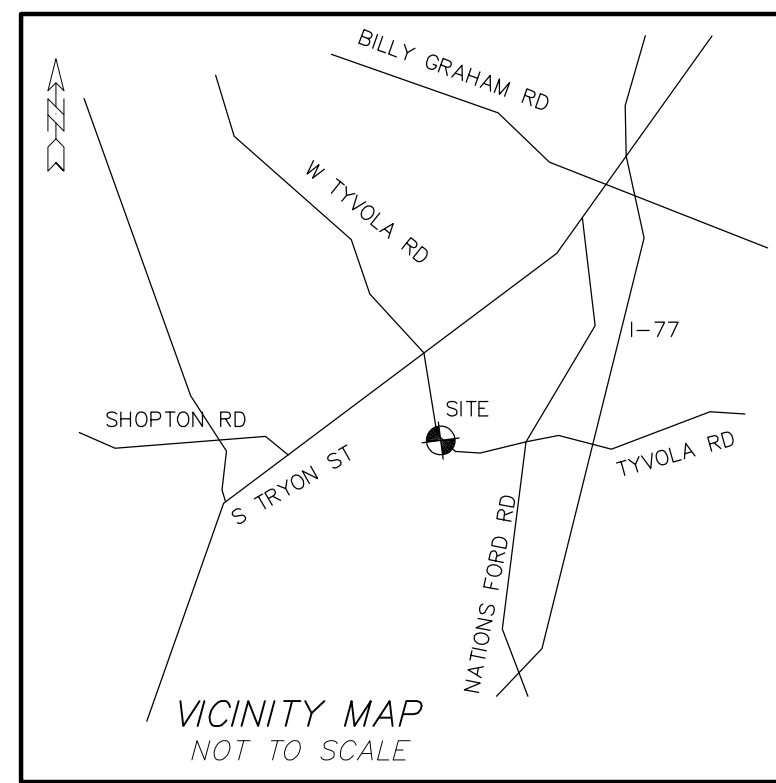 BILLY GRAHAM RD
N
W TYVOLA RD
I-77
SITE
SHOPTON RD
S TRYON ST
TYVOLA RD
NATIONS FORD RD
VICINITY MAP
NOT TO SCALE